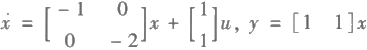 ẋ = [ -1 0 ; 0 -2 ] x + [ 1 ; 1 ] u, y = [ 1 1 ] x